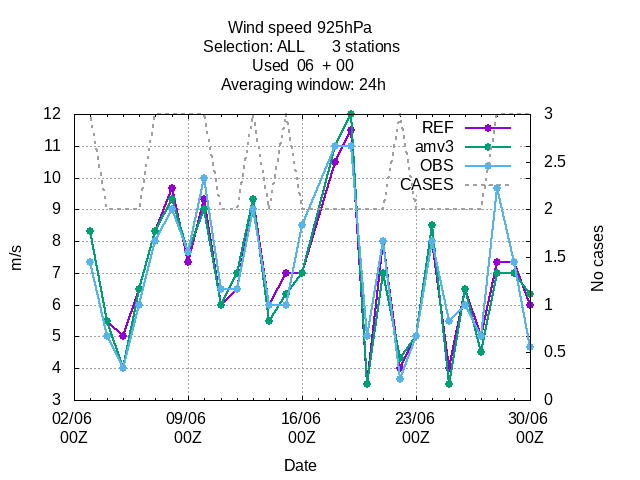 Wind speed 925hPa
Selection: ALL 3 stations
Used 06 + 00
Averaging window: 24h
12
11
10
9
8
7
6
5
4
3
m/s
3
2.5
2
1.5
1
0.5
0
No cases
REF
amv3
OBS
CASES
02/06 09/06 16/06 23/06 30/06
00Z 00Z 00Z 00Z 00Z
Date